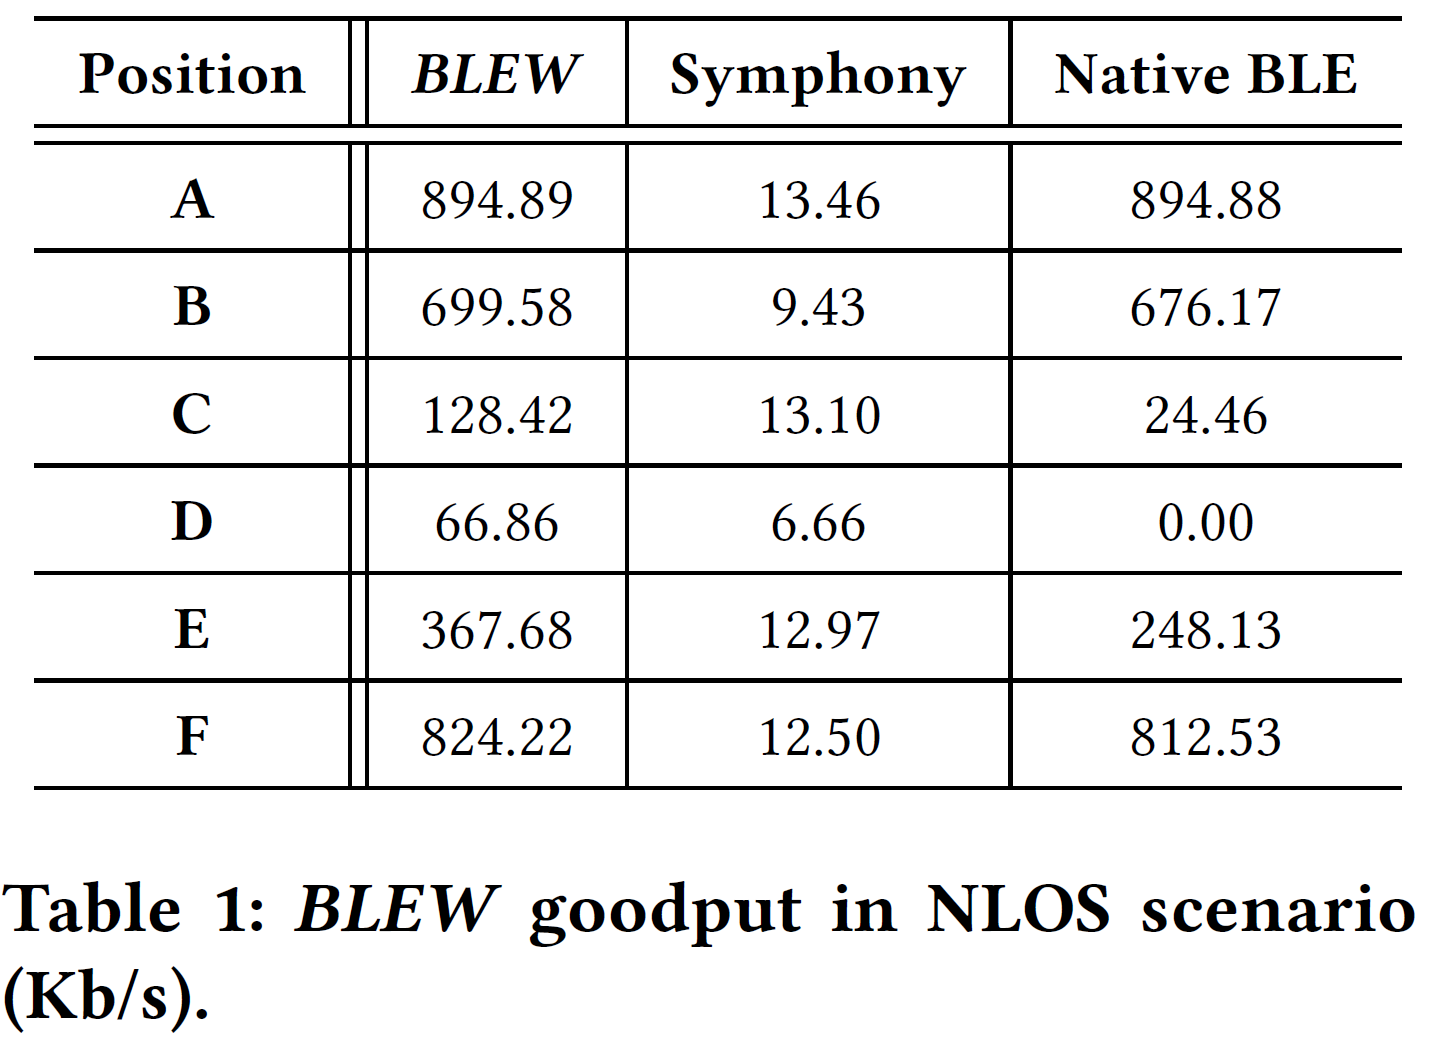 Position BLEW Symphony Native BLE
A 894.89 13.46 894.88
B 699.58 9.43 676.17
C 128.42 13.10 24.46
D 66.86 6.66 0.00
E 367.68 12.97 248.13
F 824.22 12.50 812.53
Table 1: BLEW goodput in NLOS scenario
(Kb/s).